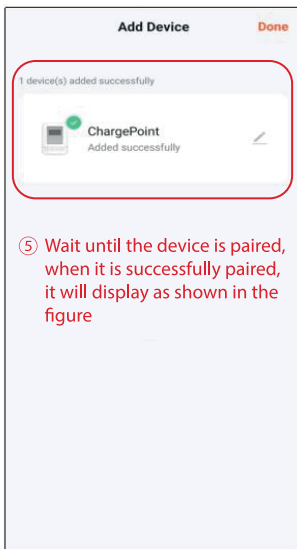 Add Device
Done
1 device(s) added successfully
ChargePoint
Added successfully
⑤ Wait until the device is paired,
when it is successfully paired,
it will display as shown in the
figure